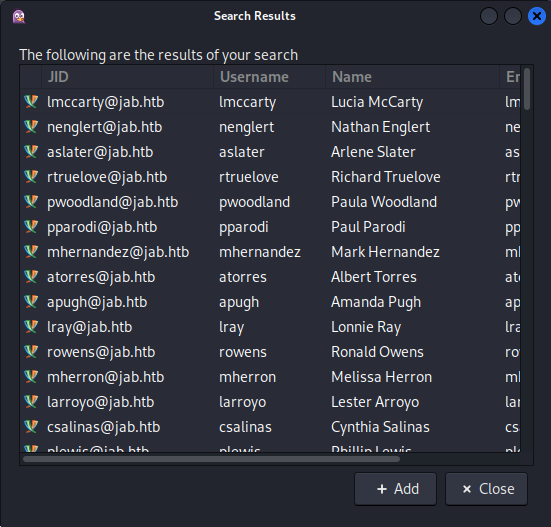 Search Results
The following are the results of your search
JID Username Name Em
lmccarty@jab.htb lmccarty Lucia McCarty lm
nenglert@jab.htb nenglert Nathan Englert ne
aslater@jab.htb aslater Arlene Slater as
rtruelove@jab.htb rtruelove Richard Truelove rtr
pwoodland@jab.htb pwoodland Paula Woodland pw
pparodi@jab.htb pparodi Paul Parodi pp
mhernandez@jab.htb mhernandez Mark Hernandez mh
atorres@jab.htb atorres Albert Torres ato
apugh@jab.htb apugh Amanda Pugh ap
lray@jab.htb lray Lonnie Ray lra
rowens@jab.htb rowens Ronald Owens ro
mherron@jab.htb mherron Melissa Herron mh
larroyo@jab.htb larroyo Lester Arroyo lar
csalinas@jab.htb csalinas Cynthia Salinas cs
plewis@jab.htb plewis Phillip Lewis ple
Add Close